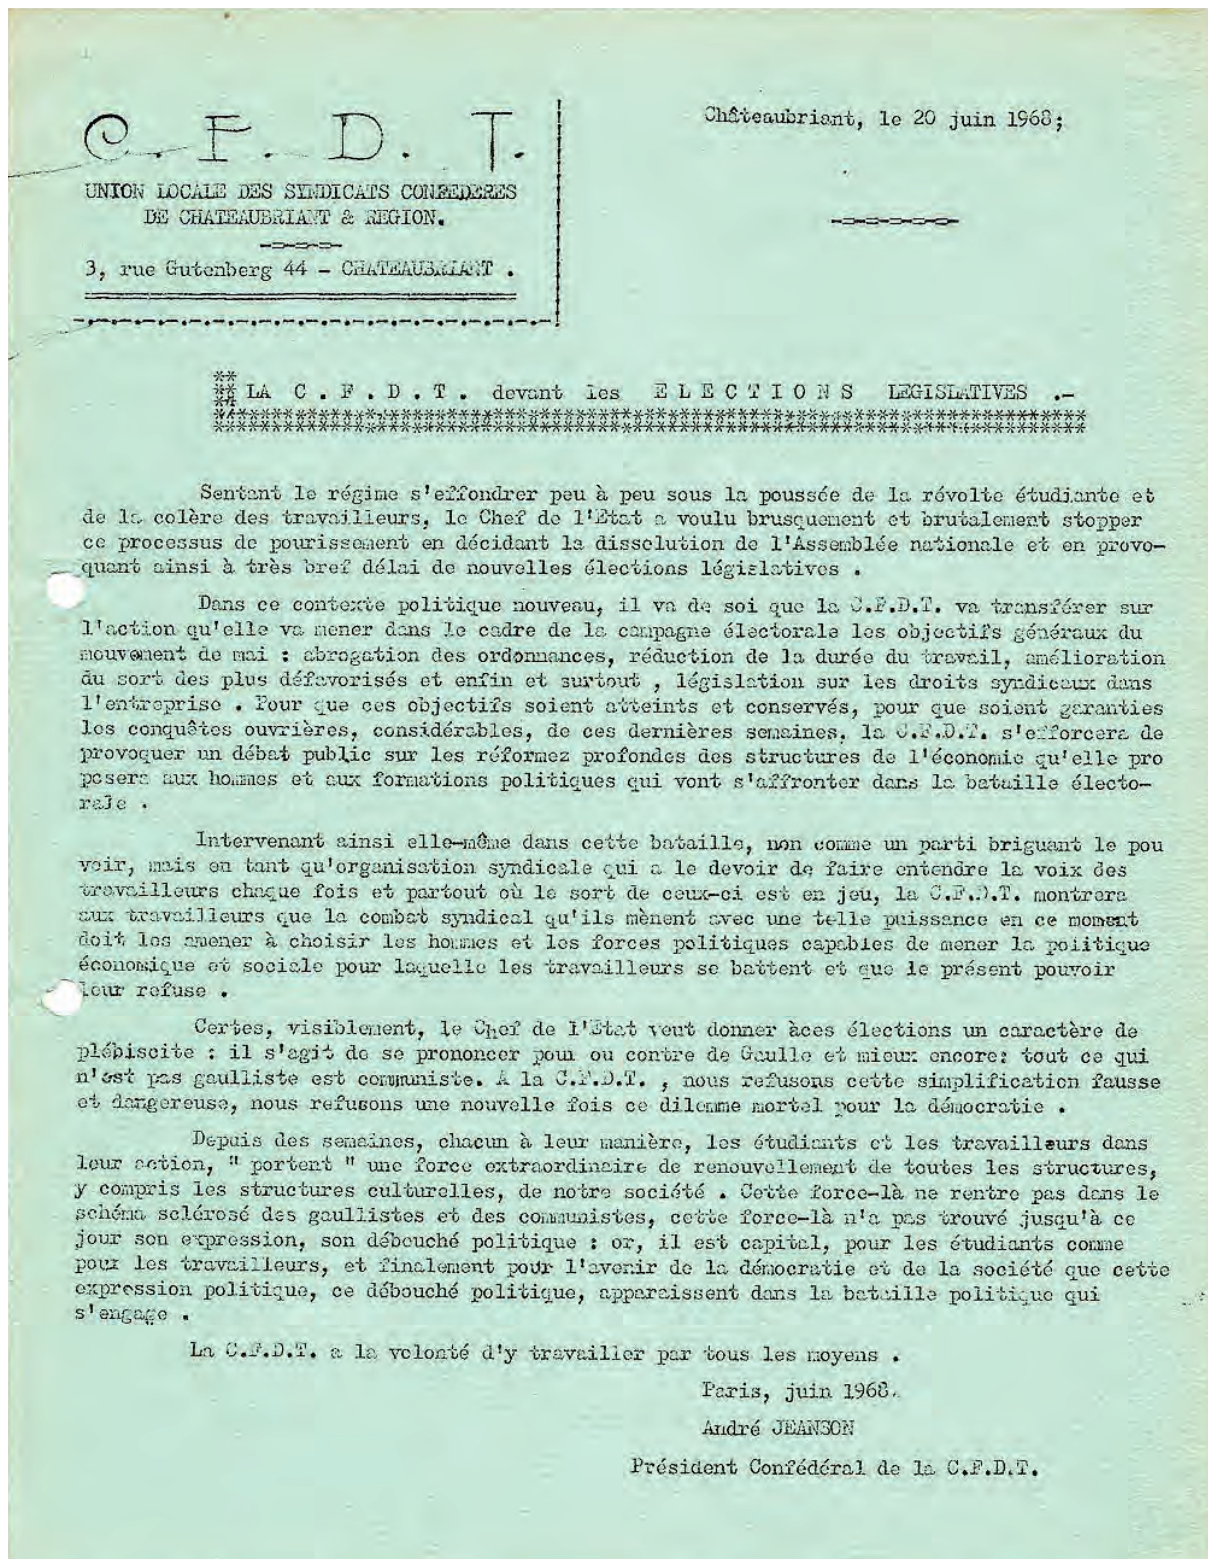 C. F. D. T.
UNION LOCALE DES SYNDICATS CONFEDERES
DE CHATEAUBRIANT & REGION.
3, rue Gutenberg 44 - CHATEAUBRIANT .
Châteaubriant, le 20 juin 1968;
LA C . F . D . T . devant les E L E C T I O N S LEGISLATIVES .-
Sentant le régime s'effondrer peu à peu sous la poussée de la révolte étudiante et
de la colère des travailleurs, le Chef de l'Etat a voulu brusquement et brutalement stopper
ce processus de pourissement en décidant la dissolution de l'Assemblée nationale et en provo-
quant ainsi à très bref délai de nouvelles élections législatives .
Dans ce contexte politique nouveau, il va de soi que la C.F.D.T. va transférer sur
l'action qu'elle va mener dans le cadre de la campagne électorale les objectifs généraux du
mouvement de mai : abrogation des ordonnances, réduction de la durée du travail, amélioration
du sort des plus défavorisés et enfin et surtout , législation sur les droits syndicaux dans
l'entreprise . Pour que ces objectifs soient atteints et conservés, pour que soient garanties
les conquêtes ouvrières, considérables, de ces dernières semaines, la C.F.D.T. s'efforcera de
provoquer un débat public sur les réformez profondes des structures de l'économie qu'elle pro
posera aux hommes et aux formations politiques qui vont s'affronter dans la bataille électo-
rale .
Intervenant ainsi elle-même dans cette bataille, non comme un parti briguant le pou
voir, mais en tant qu'organisation syndicale qui a le devoir de faire entendre la voix des
travailleurs chaque fois et partout où le sort de ceux-ci est en jeu, la C.F.D.T. montrera
aux travailleurs que la combat syndical qu'ils mènent avec une telle puissance en ce moment
doit les amener à choisir les hommes et les forces politiques capables de mener la politique
économique et sociale pour laquelle les travailleurs se battent et que le présent pouvoir
leur refuse .
Certes, visiblement, le Chef de l'Etat veut donner àces élections un caractère de
plébiscite : il s'agit de se prononcer pour ou contre de Gaulle et mieux encore: tout ce qui
n'est pas gaulliste est communiste. A la C.F.D.T. , nous refusons cette simplification fausse
et dangereuse, nous refusons une nouvelle fois ce dilemme mortel pour la démocratie .
Depuis des semaines, chacun à leur manière, les étudiants et les travailleurs dans
leur action, " portent " une force extraordinaire de renouvellement de toutes les structures,
y compris les structures culturelles, de notre société . Cette force-là ne rentre pas dans le
schéma sclérosé des gaullistes et des communistes, cette force-là n'a pas trouvé jusqu'à ce
jour son expression, son débouché politique : or, il est capital, pour les étudiants comme
pour les travailleurs, et finalement pour l'avenir de la démocratie et de la société que cette
expression politique, ce débouché politique, apparaissent dans la bataille politique qui
s'engage .
La C.F.D.T. a la volonté d'y travailler par tous les moyens .
Paris, juin 1968.
André JEANSON
Président Confédéral de la C.F.D.T.